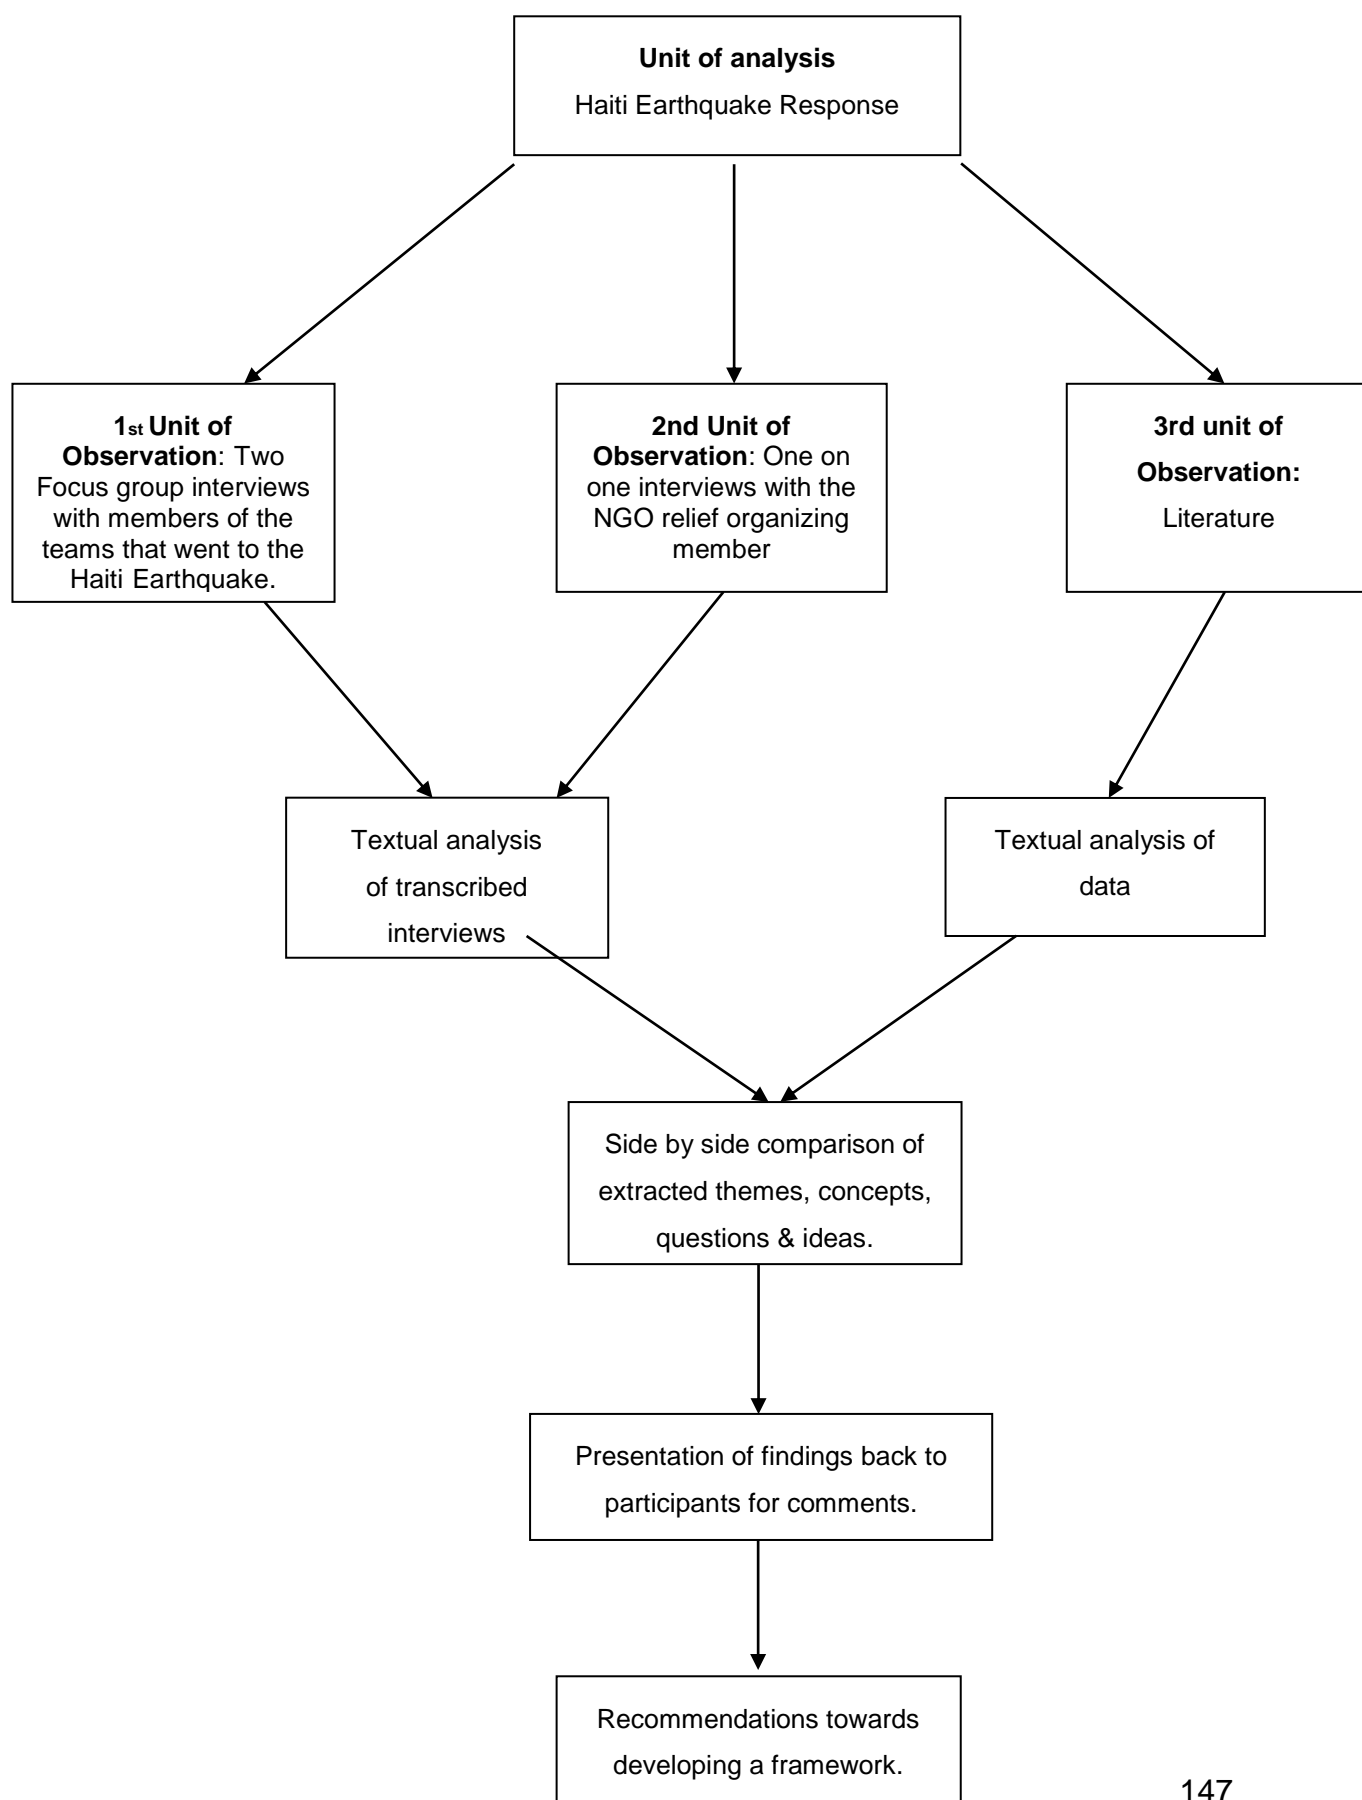 Unit of analysis
Haiti Earthquake Response
1st Unit of
Observation: Two
Focus group interviews
with members of the
teams that went to the
Haiti Earthquake.
2nd Unit of
Observation: One on
one interviews with the
NGO relief organizing
member
3rd unit of
Observation:
Literature
Textual analysis
of transcribed
interviews
Textual analysis of
data
Side by side comparison of
extracted themes, concepts,
questions & ideas.
Presentation of findings back to
participants for comments.
Recommendations towards
developing a framework.
147